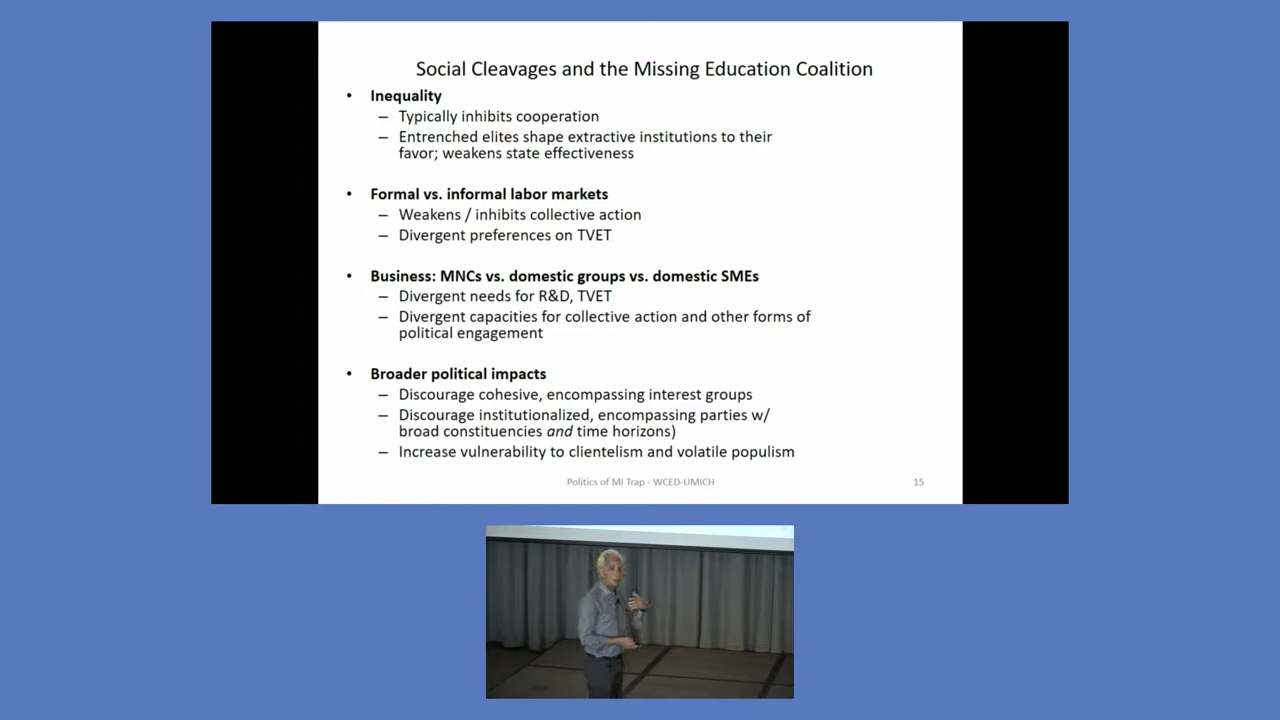 Social Cleavages and the Missing Education Coalition
• Inequality
– Typically inhibits cooperation
– Entrenched elites shape extractive institutions to their
favor; weakens state effectiveness
• Formal vs. informal labor markets
– Weakens / inhibits collective action
– Divergent preferences on TVET
• Business: MNCs vs. domestic groups vs. domestic SMEs
– Divergent needs for R&D, TVET
– Divergent capacities for collective action and other forms of
political engagement
• Broader political impacts
– Discourage cohesive, encompassing interest groups
– Discourage institutionalized, encompassing parties w/
broad constituencies and time horizons)
– Increase vulnerability to clientelism and volatile populism
Politics of MI Trap - WCED-UMICH
15